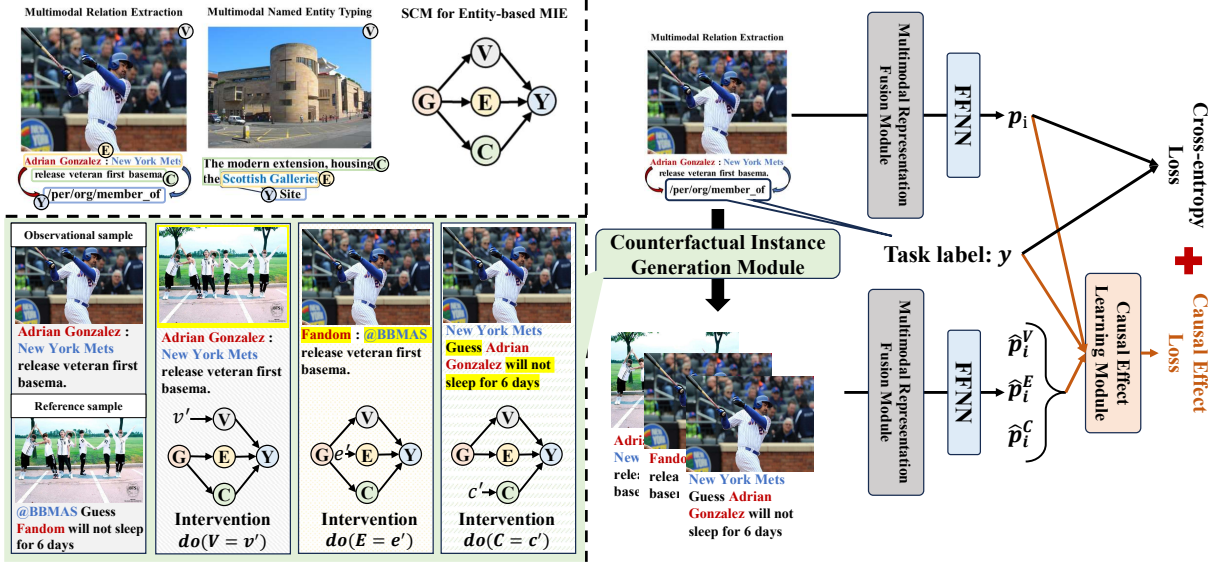 Multimodal Relation Extraction
V
Multimodal Named Entity Typing
V
SCM for Entity-based MIE
V
G
E
Y
C
E
Adrian Gonzalez : New York Mets
release veteran first basema.
C
Y
/per/org/member_of
The modern extension, housing
C
the Scottish Galleries
E
Y
Site
Observational sample
Adrian Gonzalez :
New York Mets
release veteran first
basema.
Reference sample
@BBMAS Guess
Fandom will not sleep
for 6 days
Adrian Gonzalez :
New York Mets
release veteran first
basema.
v'
V
G
E
Y
C
Intervention
do(V = v')
Fandom : @BBMAS
release veteran first
basema.
V
G
e'
E
Y
C
Intervention
do(E = e')
New York Mets
Guess Adrian
Gonzalez will not
sleep for 6 days
V
G
E
Y
c'
C
Intervention
do(C = c')
Multimodal Relation Extraction
Adrian Gonzalez : New York Mets
release veteran first basema.
/per/org/member_of
Multimodal Representation
Fusion Module
FFNN
p_i
Cross-entropy
Loss
Task label: y
Counterfactual Instance
Generation Module
Adria
New
relea
base
Fando
relea
baser
New York Mets
Guess Adrian
Gonzalez will not
sleep for 6 days
Multimodal Representation
Fusion Module
FFNN
p̂_i^V
p̂_i^E
p̂_i^C
Causal Effect
Learning Module
Causal Effect
Loss